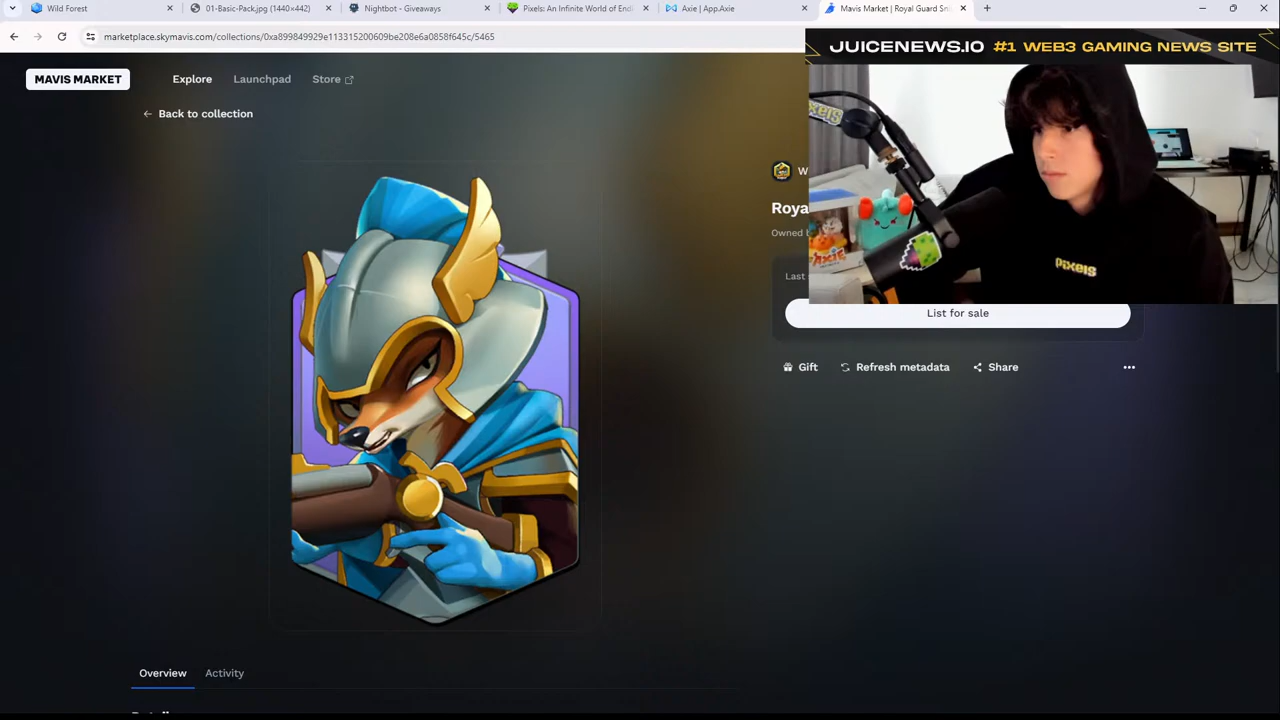 Wild Forest
01-Basic-Pack.jpg (1440×442)
Nightbot - Giveaways
Pixels: An Infinite World of End
Axie | App.Axie
Mavis Market | Royal Guard Sn
marketplace.skymavis.com/collections/0xa899849929e113315200609be208e6a0858f645c/5465
JUICENEWS.IO #1 WEB3 GAMING NEWS SITE
MAVIS MARKET
Explore
Launchpad
Store
Back to collection
W
Roya
Owned b
Last s
List for sale
Gift
Refresh metadata
Share
Overview
Activity
Pixels